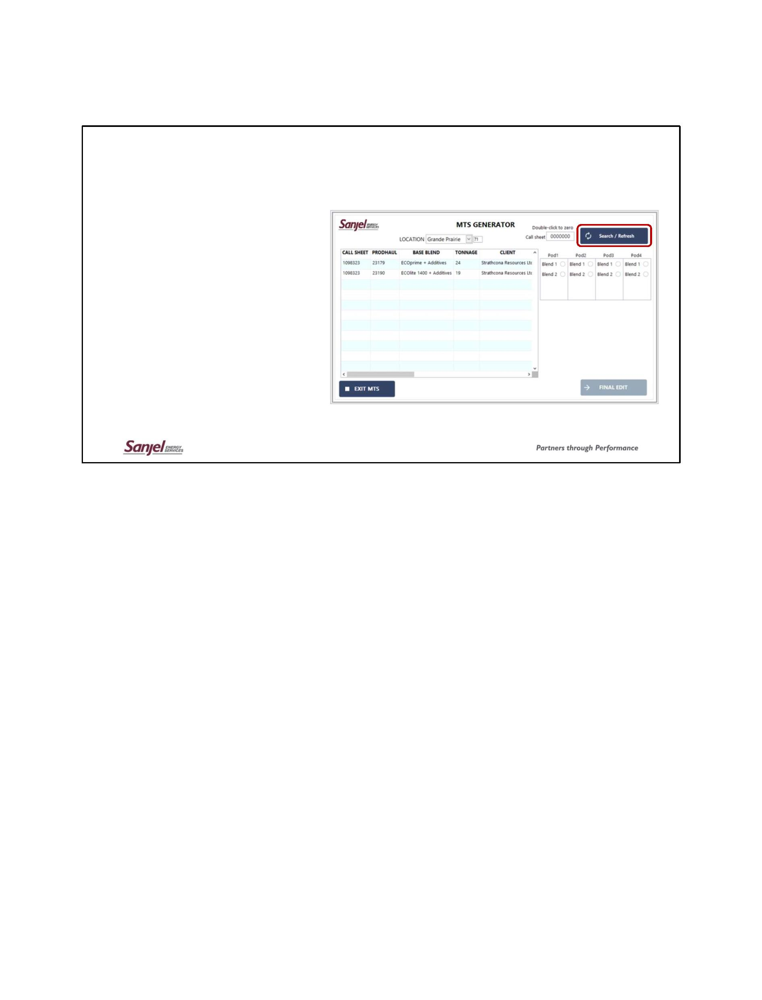 Sanjel ENERGY SERVICES
MTS GENERATOR
Double-click to zero
LOCATION Grande Prairie 71
Call sheet 0000000
Search / Refresh
CALL SHEET PRODHAUL BASE BLEND TONNAGE CLIENT
1098323 23179 ECOprime + Additives 24 Strathcona Resources Ltd
1098323 23190 ECOlite 1400 + Additives 19 Strathcona Resources Ltd
Pod1 Pod2 Pod3 Pod4
Blend 1 Blend 1 Blend 1 Blend 1
Blend 2 Blend 2 Blend 2 Blend 2
EXIT MTS
FINAL EDIT
Sanjel ENERGY SERVICES
Partners through Performance